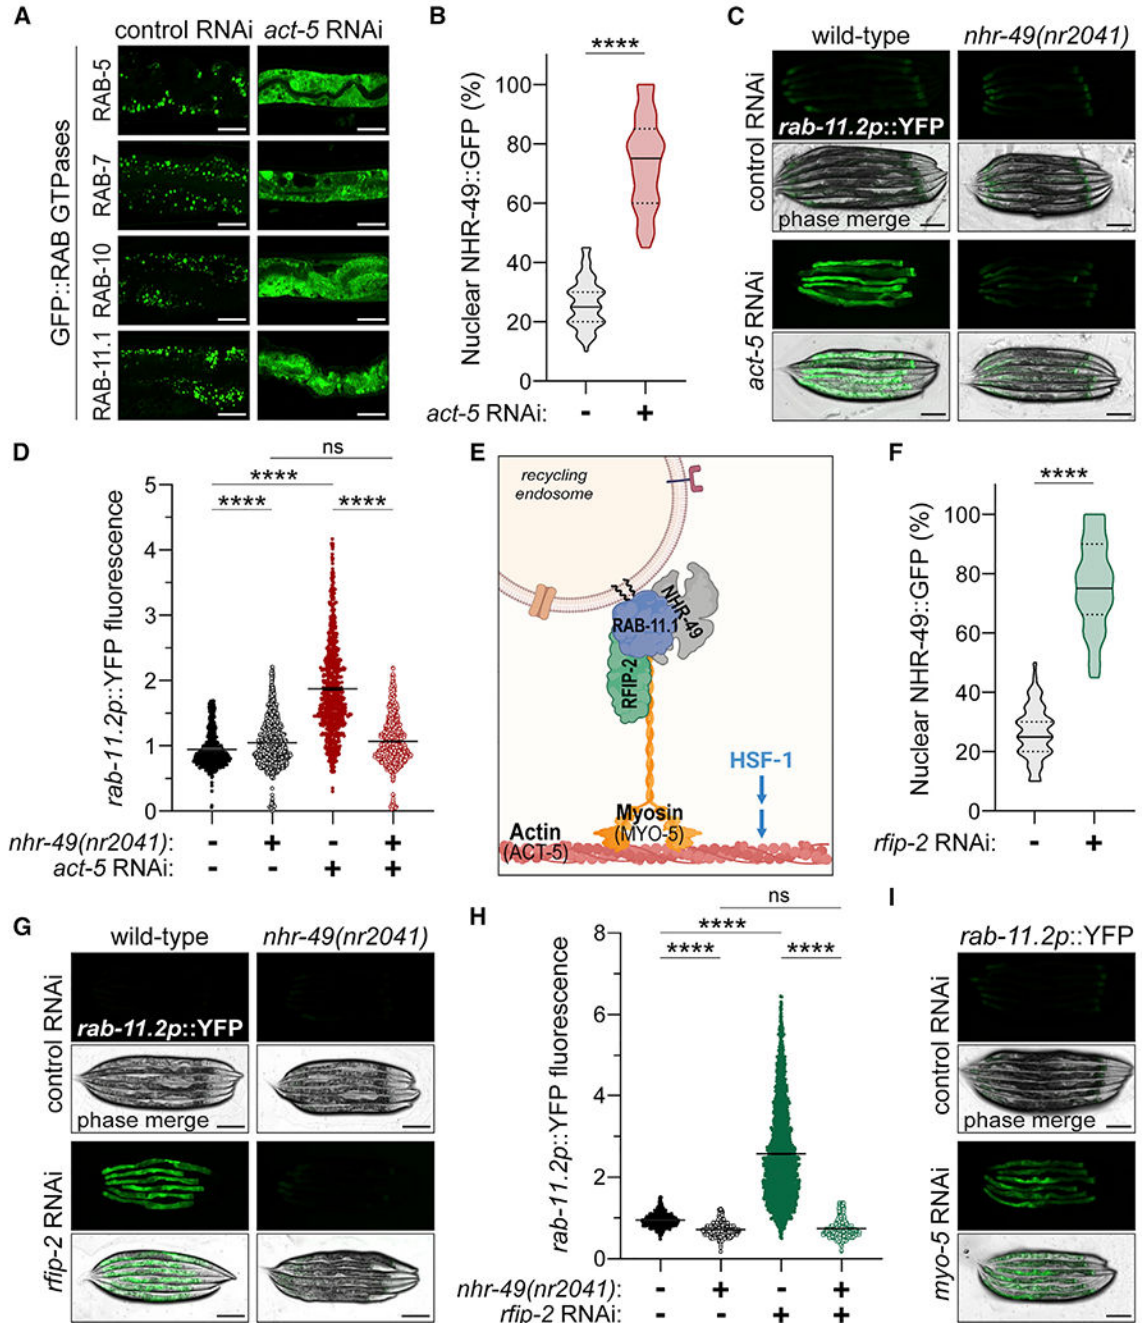 A
control RNAi act-5 RNAi
GFP::RAB GTPases
RAB-5
RAB-7
RAB-10
RAB-11.1
B
****
Nuclear NHR-49::GFP (%)
100
80
60
40
20
0
act-5 RNAi: - +
C
wild-type nhr-49(nr2041)
control RNAi
rab-11.2p::YFP
phase merge
act-5 RNAi
D
ns
****
**** ****
rab-11.2p::YFP fluorescence
5
4
3
2
1
0
nhr-49(nr2041): - + - +
act-5 RNAi: - - + +
E
recycling
endosome
NHR-49
RAB-11.1
RFIP-2
HSF-1
Myosin
(MYO-5)
Actin
(ACT-5)
F
****
Nuclear NHR-49::GFP (%)
100
80
60
40
20
0
rfip-2 RNAi: - +
G
wild-type nhr-49(nr2041)
control RNAi
rab-11.2p::YFP
phase merge
rfip-2 RNAi
H
ns
****
**** ****
rab-11.2p::YFP fluorescence
8
6
4
2
0
nhr-49(nr2041): - + - +
rfip-2 RNAi: - - + +
I
rab-11.2p::YFP
control RNAi
phase merge
myo-5 RNAi